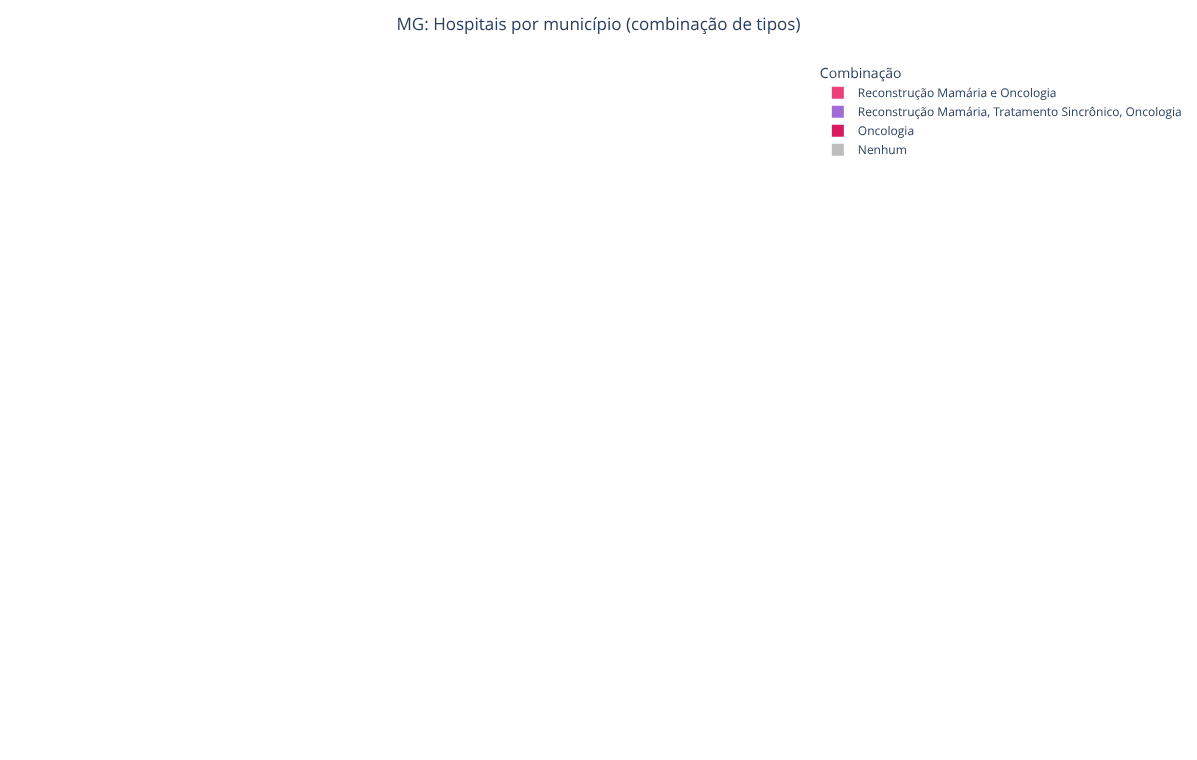 MG: Hospitais por município (combinação de tipos)
Combinação
Reconstrução Mamária e Oncologia
Reconstrução Mamária, Tratamento Sincrônico, Oncologia
Oncologia
Nenhum